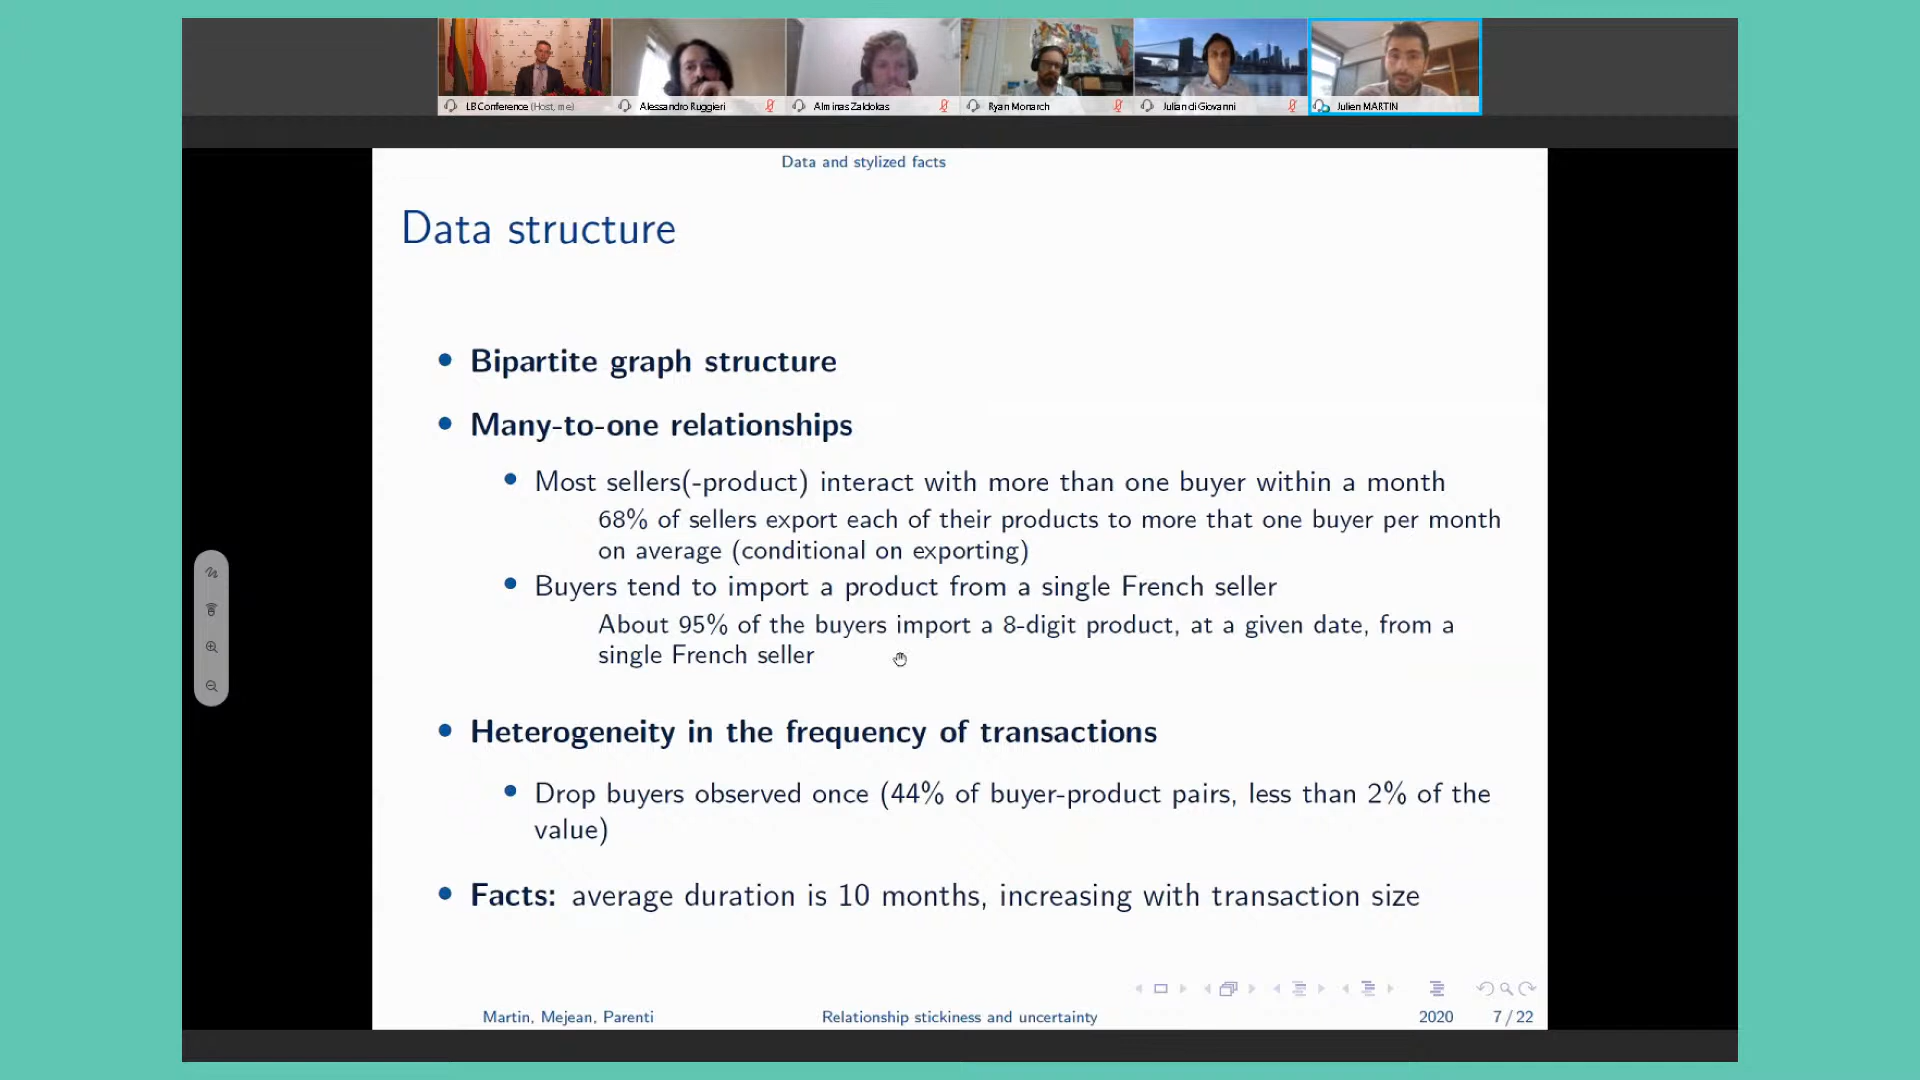 LB Conference (Host, me)
Alessandro Ruggieri
Alminas Zaldokas
Ryan Monarch
Julian di Giovanni
Julien MARTIN
Data and stylized facts
Data structure
• Bipartite graph structure
• Many-to-one relationships
• Most sellers(-product) interact with more than one buyer within a month
68% of sellers export each of their products to more that one buyer per month
on average (conditional on exporting)
• Buyers tend to import a product from a single French seller
About 95% of the buyers import a 8-digit product, at a given date, from a
single French seller
• Heterogeneity in the frequency of transactions
• Drop buyers observed once (44% of buyer-product pairs, less than 2% of the
value)
• Facts: average duration is 10 months, increasing with transaction size
Martin, Mejean, Parenti
Relationship stickiness and uncertainty
2020
7 / 22